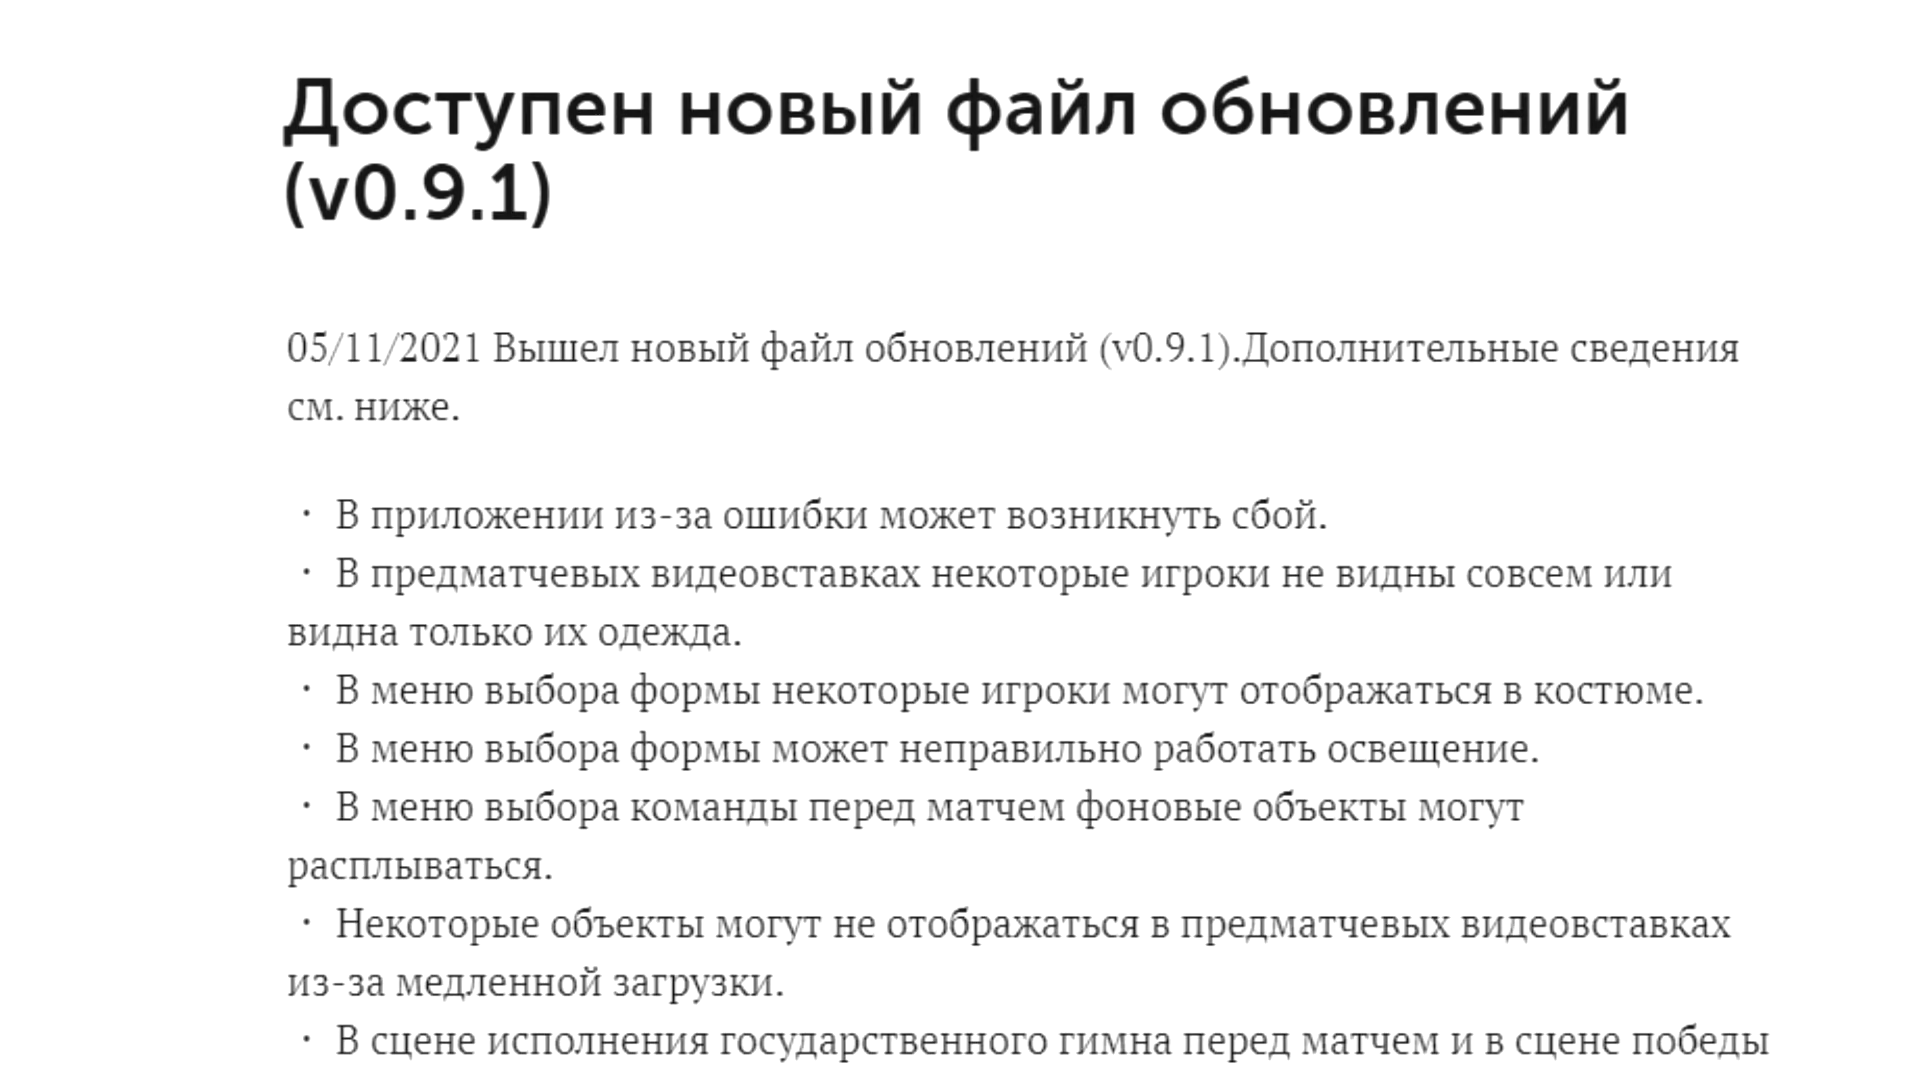 Доступен новый файл обновлений
(v0.9.1)
05/11/2021 Вышел новый файл обновлений (v0.9.1).Дополнительные сведения
см. ниже.
・В приложении из-за ошибки может возникнуть сбой.
・В предматчевых видеовставках некоторые игроки не видны совсем или
видна только их одежда.
・В меню выбора формы некоторые игроки могут отображаться в костюме.
・В меню выбора формы может неправильно работать освещение.
・В меню выбора команды перед матчем фоновые объекты могут
расплываться.
・Некоторые объекты могут не отображаться в предматчевых видеовставках
из-за медленной загрузки.
・В сцене исполнения государственного гимна перед матчем и в сцене победы